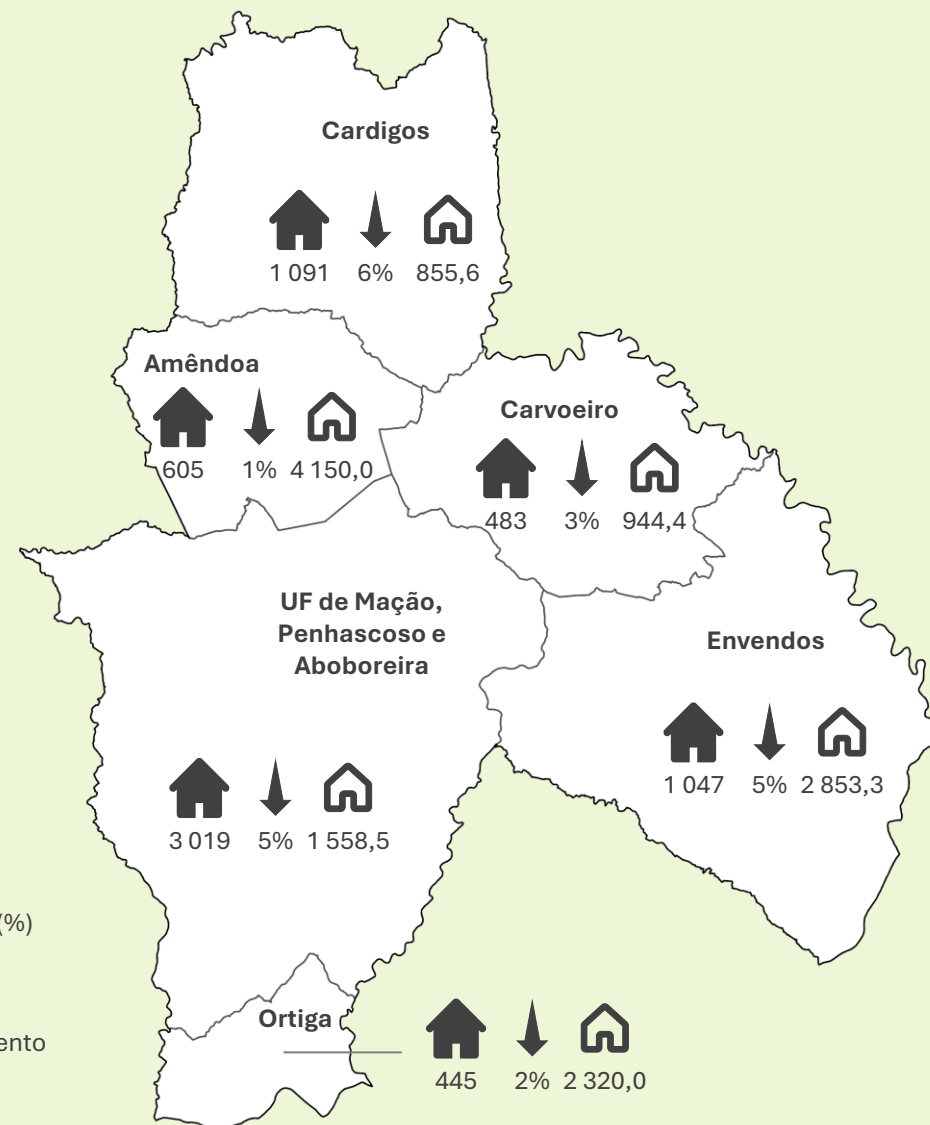 Cardigos
1 091 6% 855,6
Amêndoa
605 1% 4 150,0
Carvoeiro
483 3% 944,4
UF de Mação,
Penhascoso e
Aboboreira
3 019 5% 1 558,5
Envendos
1 047 5% 2 853,3
(%)
Ortiga
445 2% 2 320,0